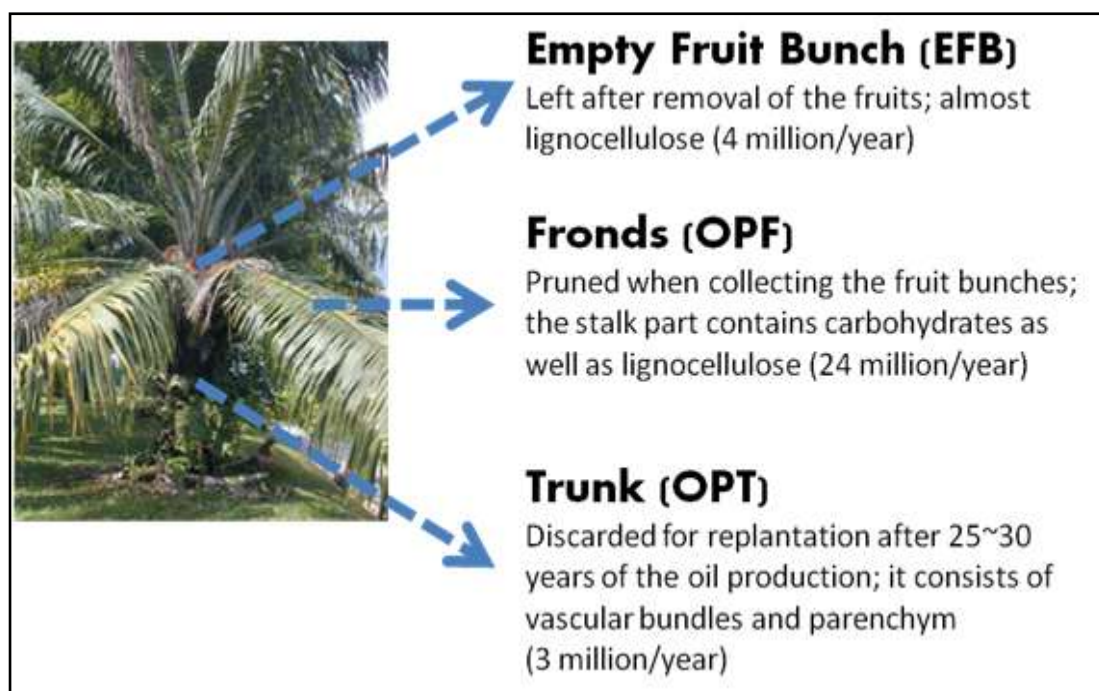 Empty Fruit Bunch (EFB)
Left after removal of the fruits; almost
lignocellulose (4 million/year)
Fronds (OPF)
Pruned when collecting the fruit bunches;
the stalk part contains carbohydrates as
well as lignocellulose (24 million/year)
Trunk (OPT)
Discarded for replantation after 25~30
years of the oil production; it consists of
vascular bundles and parenchym
(3 million/year)